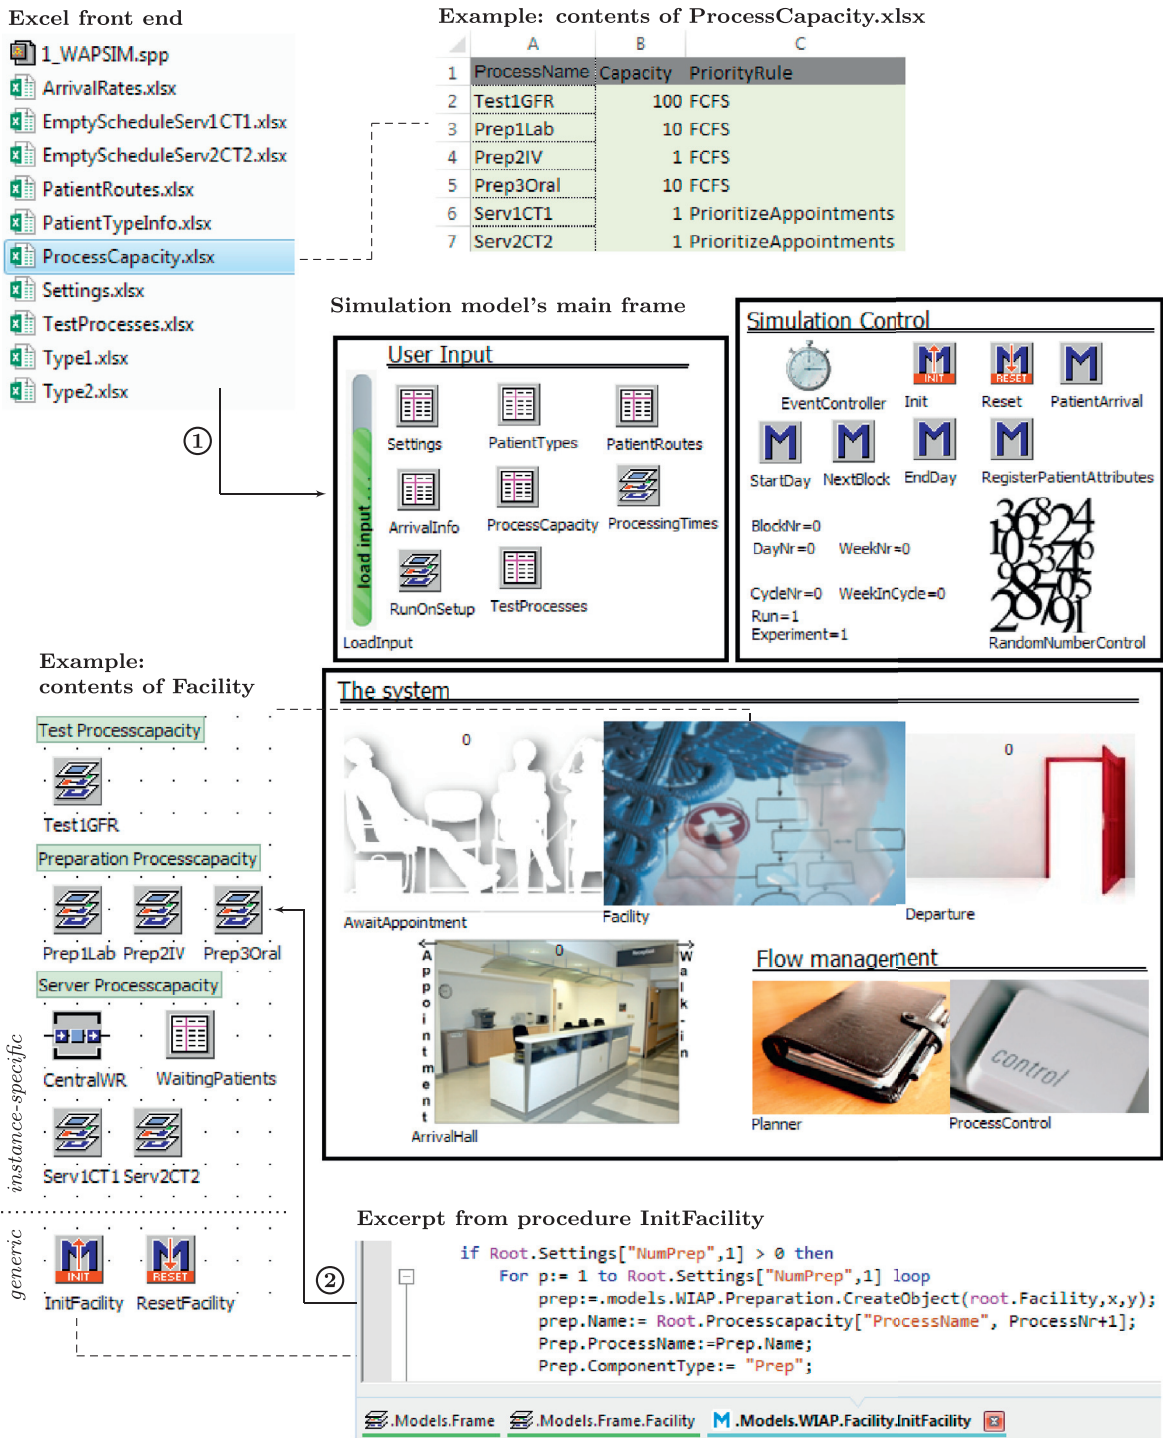 Excel front end
1_WAPSIM.spp
ArrivalRates.xlsx
EmptyScheduleServ1CT1.xlsx
EmptyScheduleServ2CT2.xlsx
PatientRoutes.xlsx
PatientTypeInfo.xlsx
ProcessCapacity.xlsx
Settings.xlsx
TestProcesses.xlsx
Type1.xlsx
Type2.xlsx
Example: contents of ProcessCapacity.xlsx
A B C
1 ProcessName Capacity PriorityRule
2 Test1GFR 100 FCFS
3 Prep1Lab 10 FCFS
4 Prep2IV 1 FCFS
5 Prep3Oral 10 FCFS
6 Serv1CT1 1 PrioritizeAppointments
7 Serv2CT2 1 PrioritizeAppointments
1
Simulation model's main frame
User Input
load input ...
Settings PatientTypes PatientRoutes
ArrivalInfo ProcessCapacity ProcessingTimes
RunOnSetup TestProcesses
LoadInput
Simulation Control
INIT RESET
EventController Init Reset PatientArrival
StartDay NextBlock EndDay RegisterPatientAttributes
BlockNr=0
DayNr=0 WeekNr=0
CycleNr=0 WeekInCycle=0
Run=1
Experiment=1
RandomNumberControl
Example:
contents of Facility
Test Processcapacity
Test1GFR
Preparation Processcapacity
Prep1Lab Prep2IV Prep3Oral
Server Processcapacity
CentralWR WaitingPatients
Serv1CT1 Serv2CT2
instance-specific
generic
INIT RESET
InitFacility ResetFacility
The system
0
0
AwaitAppointment Facility Departure
0
Appointment
Walk-in
ArrivalHall
Flow management
control
Planner ProcessControl
2
Excerpt from procedure InitFacility
if Root.Settings["NumPrep",1] > 0 then
For p:= 1 to Root.Settings["NumPrep",1] loop
prep:=.models.WIAP.Preparation.CreateObject(root.Facility,x,y);
prep.Name:= Root.Processcapacity["ProcessName", ProcessNr+1];
Prep.ProcessName:=Prep.Name;
Prep.ComponentType:= "Prep";
.Models.Frame .Models.Frame.Facility M .Models.WIAP.Facility.InitFacility